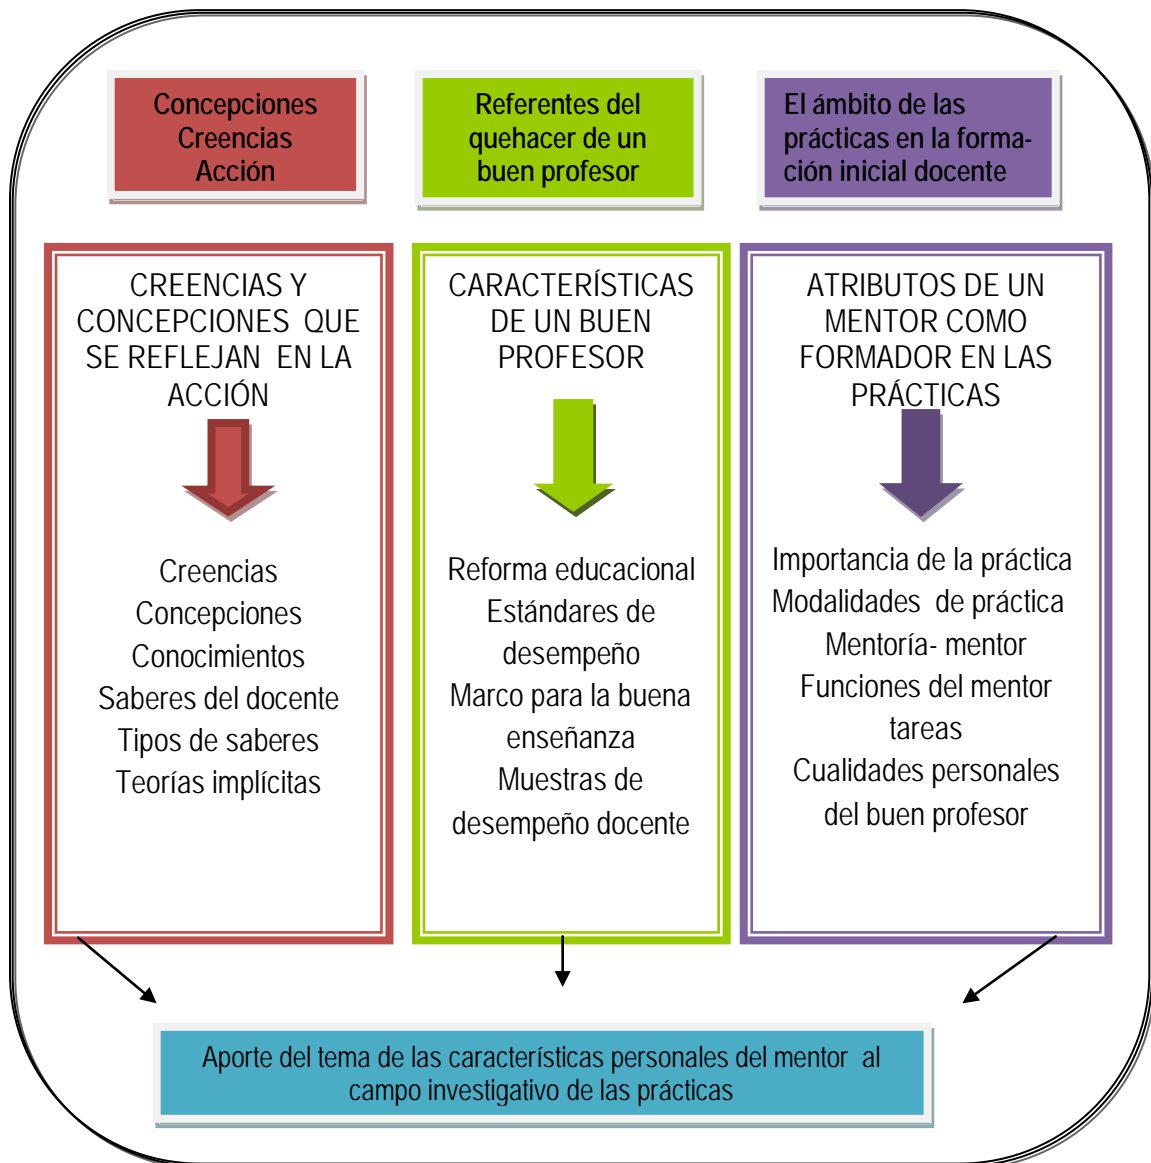 Concepciones
Creencias
Acción
Referentes del
quehacer de un
buen profesor
El ámbito de las
prácticas en la forma-
ción inicial docente
CREENCIAS Y
CONCEPCIONES QUE
SE REFLEJAN EN LA
ACCIÓN
Creencias
Concepciones
Conocimientos
Saberes del docente
Tipos de saberes
Teorías implícitas
CARACTERÍSTICAS
DE UN BUEN
PROFESOR
Reforma educacional
Estándares de
desempeño
Marco para la buena
enseñanza
Muestras de
desempeño docente
ATRIBUTOS DE UN
MENTOR COMO
FORMADOR EN LAS
PRÁCTICAS
Importancia de la práctica
Modalidades de práctica
Mentoría- mentor
Funciones del mentor
tareas
Cualidades personales
del buen profesor
Aporte del tema de las características personales del mentor al
campo investigativo de las prácticas